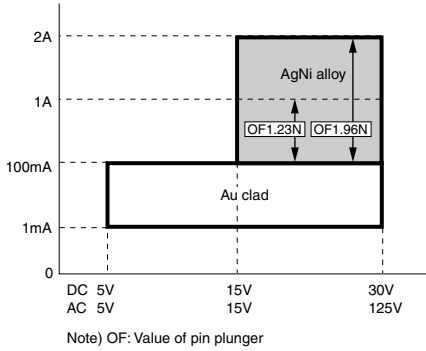 2A
AgNi alloy
1A
OF1.23N OF1.96N
100mA
Au clad
1mA
0
DC 5V 15V 30V
AC 5V 15V 125V
Note) OF: Value of pin plunger